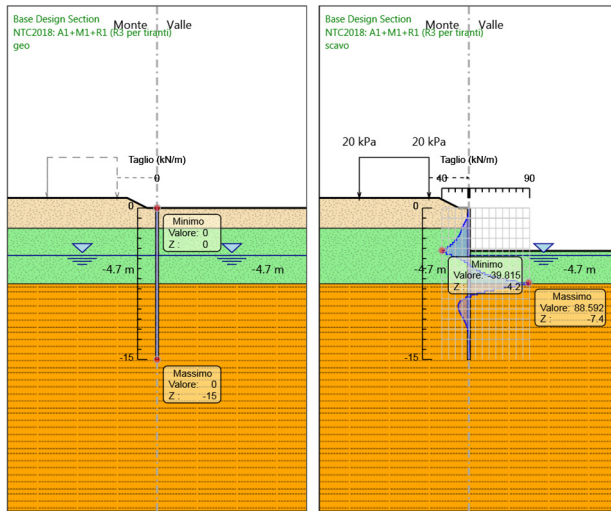 Monte Valle
Base Design Section
NTC2018: A1+M1+R1 (R3 per tiranti)
geo
Taglio (kN/m)
0
0
Minimo
Valore: 0
Z : 0
-4.7 m
-4.7 m
-15
Massimo
Valore: 0
Z : -15
Monte Valle
Base Design Section
NTC2018: A1+M1+R1 (R3 per tiranti)
scavo
20 kPa 20 kPa
Taglio (kN/m)
40 90
0
Minimo
Valore: -39.815
Z : -4.2
-4.7 m
-4.7 m
Massimo
Valore: 88.592
Z : -7.4
-15